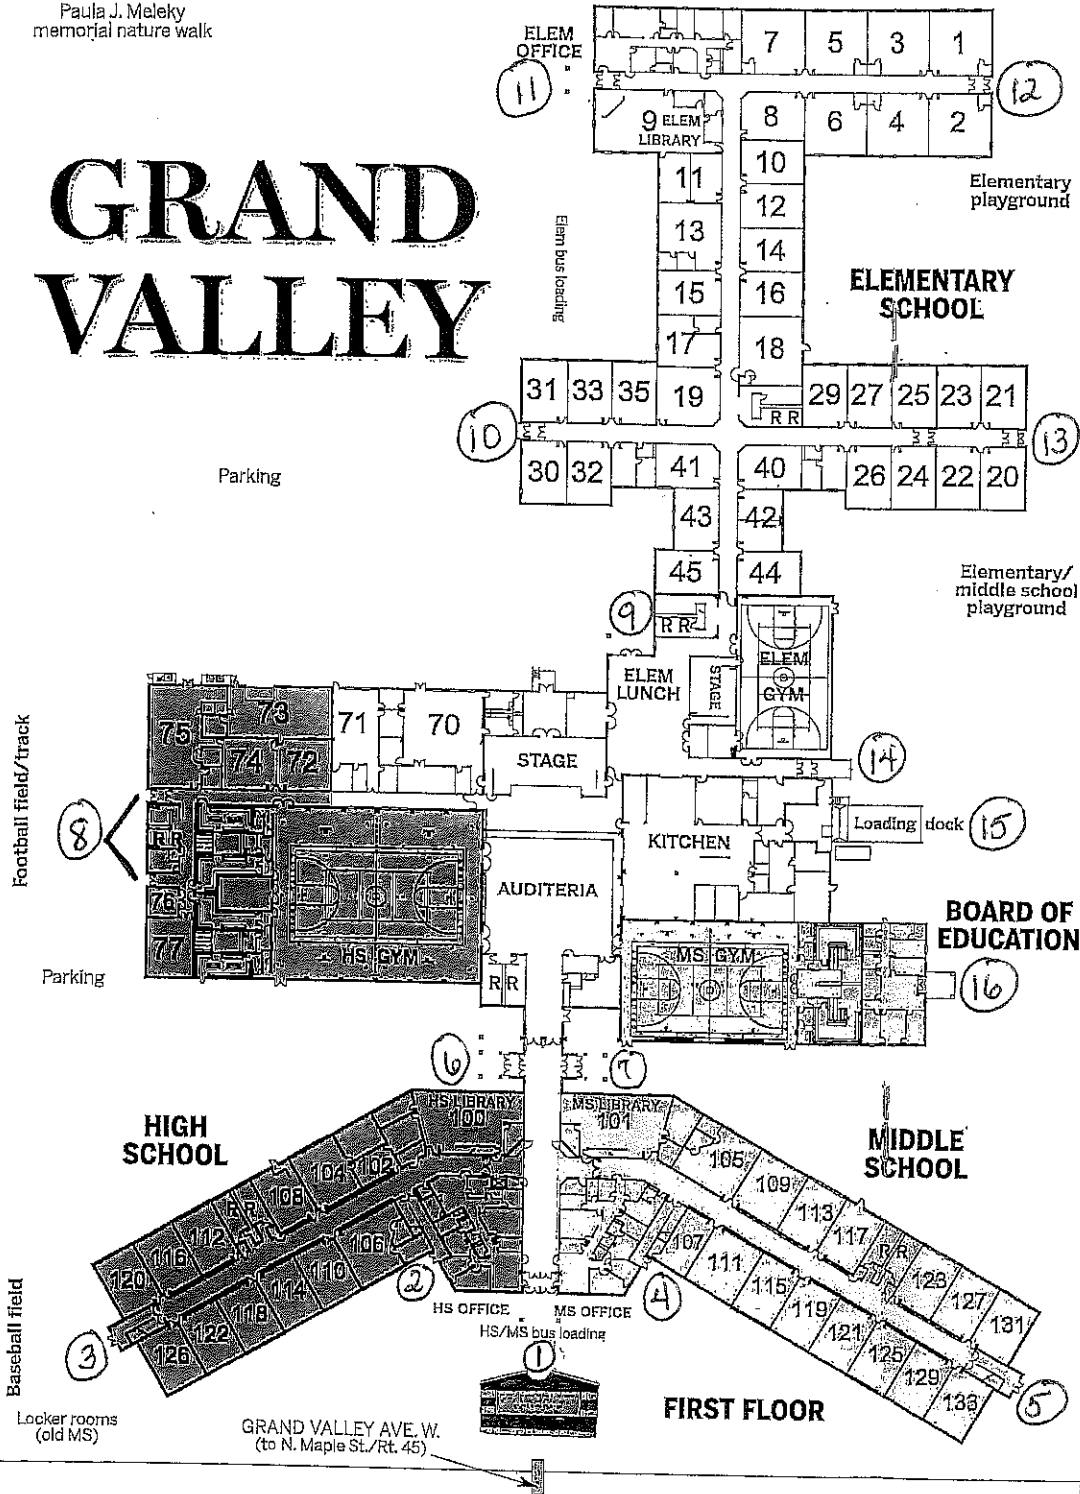 Paula J. Meleky
memorial nature walk
GRAND
VALLEY
ELEM
OFFICE
11
7
5
3
1
12
9 ELEM
LIBRARY
8
6
4
2
10
11
12
13
14
15
16
17
18
19
Elem bus loading
Elementary
playground
ELEMENTARY
SCHOOL
31
33
35
RR
29
27
25
23
21
10
13
30
32
41
40
26
24
22
20
Parking
43
42
45
44
Elementary/
middle school
playground
9
RR
ELEM
LUNCH
STAGE
ELEM
GYM
14
Football field/track
75
73
74
72
71
70
STAGE
8
RR
76
77
HS GYM
AUDITERIA
KITCHEN
Loading dock
15
BOARD OF
EDUCATION
MS GYM
16
Parking
RR
6
7
HIGH
SCHOOL
HS LIBRARY
100
MS LIBRARY
101
MIDDLE
SCHOOL
102
104
108
RR
112
116
120
106
110
114
118
122
126
105
109
113
117
RR
123
127
131
107
111
115
119
121
125
129
133
2
3
4
5
HS OFFICE
MS OFFICE
HS/MS bus loading
1
Baseball field
FIRST FLOOR
Locker rooms
(old MS)
GRAND VALLEY AVE. W.
(to N. Maple St./Rt. 45)